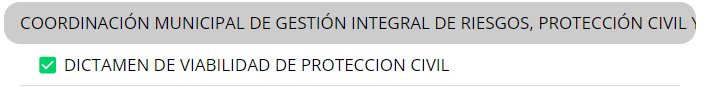 COORDINACIÓN MUNICIPAL DE GESTIÓN INTEGRAL DE RIESGOS, PROTECCIÓN CIVIL Y
DICTAMEN DE VIABILIDAD DE PROTECCION CIVIL